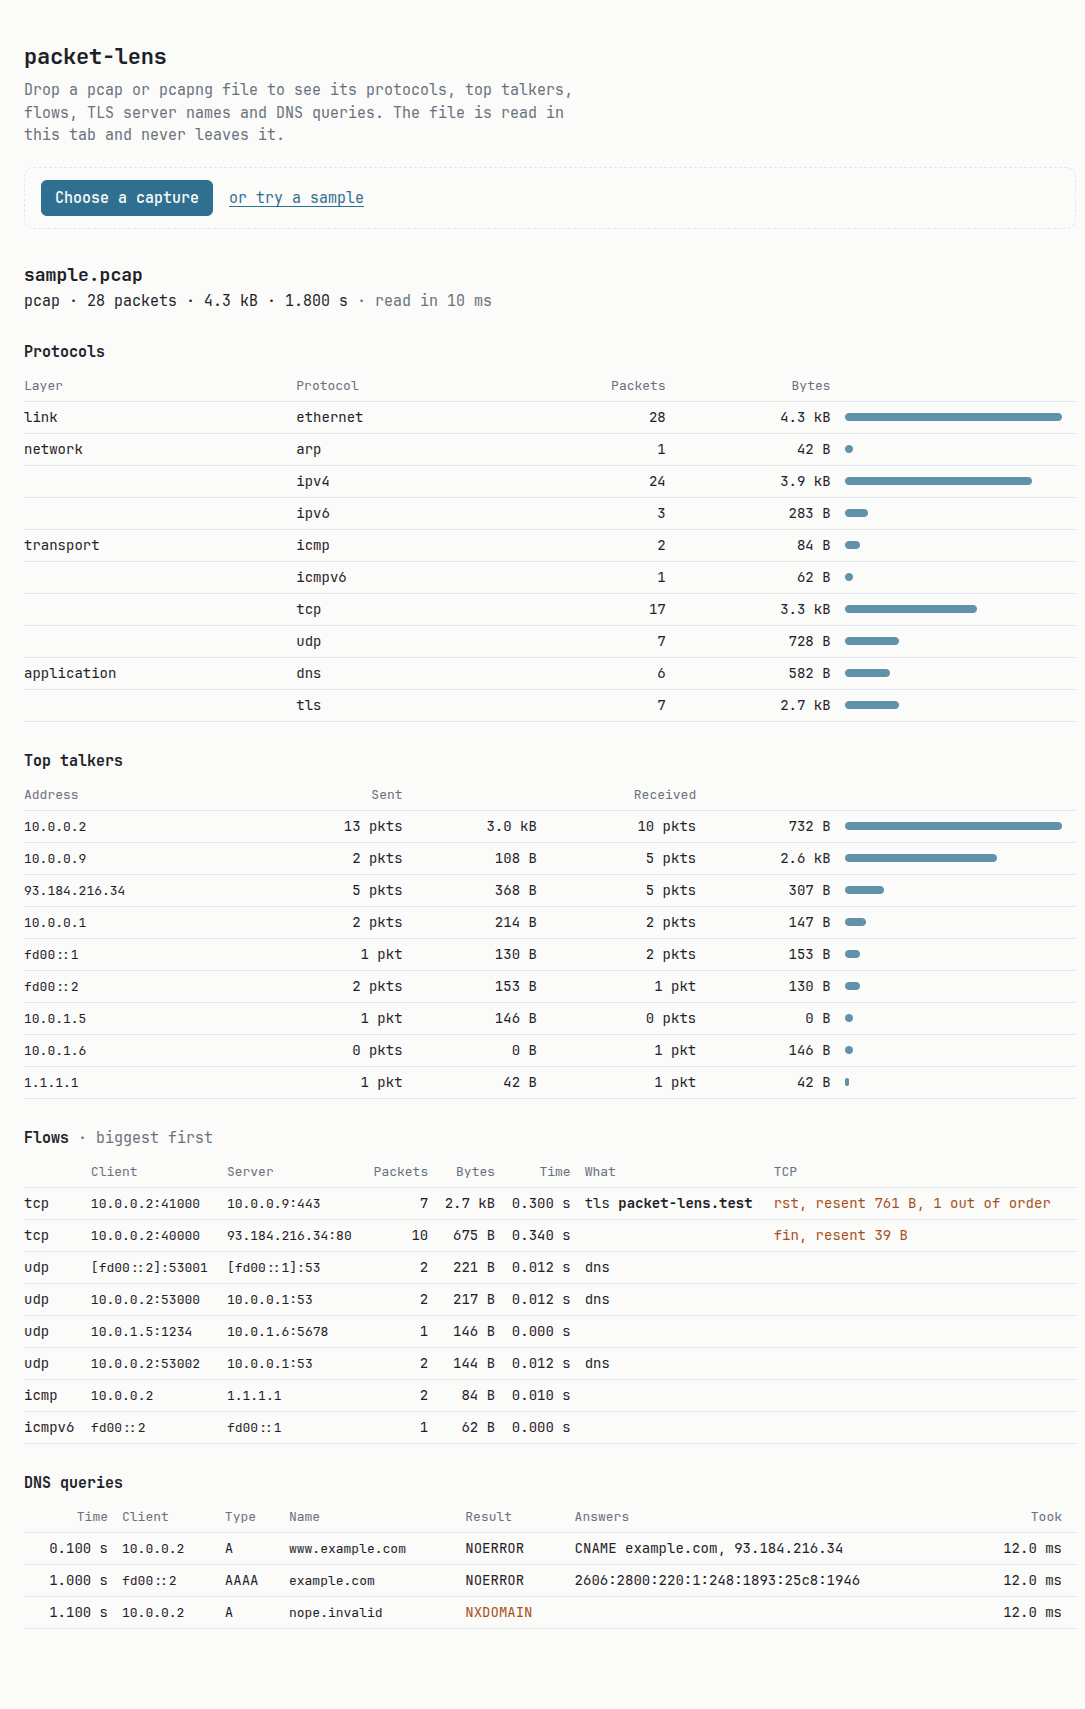 packet-lens
Drop a pcap or pcapng file to see its protocols, top talkers,
flows, TLS server names and DNS queries. The file is read in
this tab and never leaves it.
Choose a capture or try a sample
sample.pcap
pcap · 28 packets · 4.3 kB · 1.800 s · read in 10 ms
Protocols
Layer Protocol Packets Bytes
link ethernet 28 4.3 kB
network arp 1 42 B
ipv4 24 3.9 kB
ipv6 3 283 B
transport icmp 2 84 B
icmpv6 1 62 B
tcp 17 3.3 kB
udp 7 728 B
application dns 6 582 B
tls 7 2.7 kB
Top talkers
Address Sent Received
10.0.0.2 13 pkts 3.0 kB 10 pkts 732 B
10.0.0.9 2 pkts 108 B 5 pkts 2.6 kB
93.184.216.34 5 pkts 368 B 5 pkts 307 B
10.0.0.1 2 pkts 214 B 2 pkts 147 B
fd00::1 1 pkt 130 B 2 pkts 153 B
fd00::2 2 pkts 153 B 1 pkt 130 B
10.0.1.5 1 pkt 146 B 0 pkts 0 B
10.0.1.6 0 pkts 0 B 1 pkt 146 B
1.1.1.1 1 pkt 42 B 1 pkt 42 B
Flows · biggest first
Client Server Packets Bytes Time What TCP
tcp 10.0.0.2:41000 10.0.0.9:443 7 2.7 kB 0.300 s tls packet-lens.test rst, resent 761 B, 1 out of order
tcp 10.0.0.2:40000 93.184.216.34:80 10 675 B 0.340 s fin, resent 39 B
udp [fd00::2]:53001 [fd00::1]:53 2 221 B 0.012 s dns
udp 10.0.0.2:53000 10.0.0.1:53 2 217 B 0.012 s dns
udp 10.0.1.5:1234 10.0.1.6:5678 1 146 B 0.000 s
udp 10.0.0.2:53002 10.0.0.1:53 2 144 B 0.012 s dns
icmp 10.0.0.2 1.1.1.1 2 84 B 0.010 s
icmpv6 fd00::2 fd00::1 1 62 B 0.000 s
DNS queries
Time Client Type Name Result Answers Took
0.100 s 10.0.0.2 A www.example.com NOERROR CNAME example.com, 93.184.216.34 12.0 ms
1.000 s fd00::2 AAAA example.com NOERROR 2606:2800:220:1:248:1893:25c8:1946 12.0 ms
1.100 s 10.0.0.2 A nope.invalid NXDOMAIN 12.0 ms